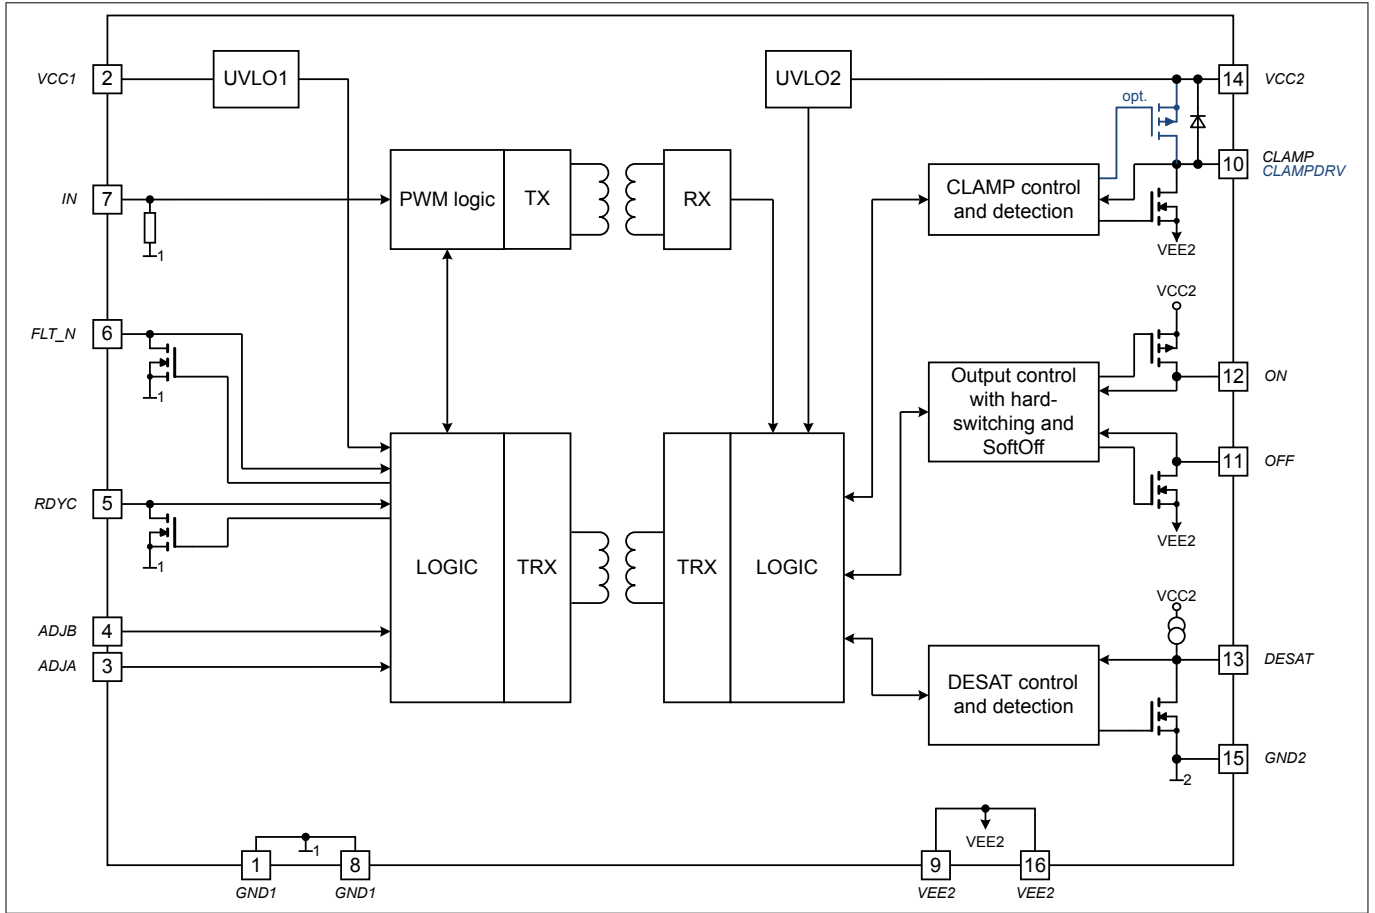 VCC1 2 UVLO1 UVLO2 14 VCC2
opt.
IN 7 PWM logic TX RX CLAMP control 10 CLAMP
and detection CLAMPDRV
1
VEE2
FLT_N 6 VCC2
1
Output control 12 ON
with hard-
switching and
SoftOff 11 OFF
RDYC 5
1
VEE2
LOGIC TRX TRX LOGIC
VCC2
ADJB 4
ADJA 3 13 DESAT
DESAT control
and detection
15 GND2
2
1 VEE2
1 8 9 16
GND1 GND1 VEE2 VEE2